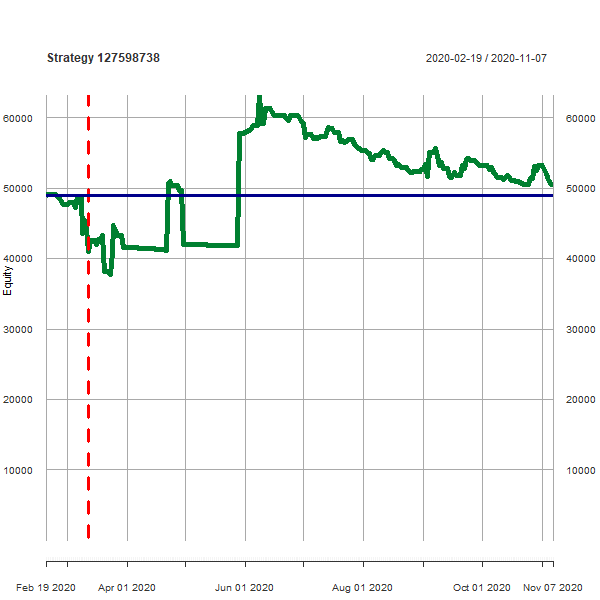 Strategy 127598738
2020-02-19 / 2020-11-07
60000
60000
50000
50000
40000
40000
Equity
30000
30000
20000
20000
10000
10000
Feb 19 2020
Apr 01 2020
Jun 01 2020
Aug 01 2020
Oct 01 2020
Nov 07 2020